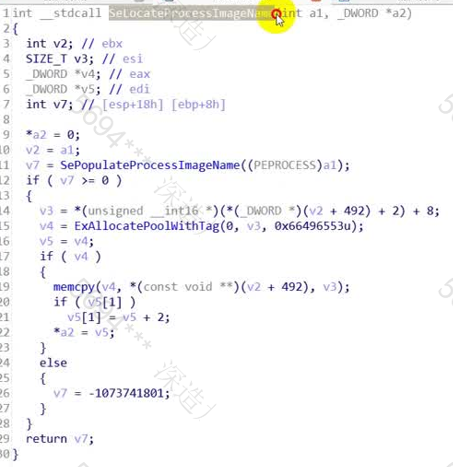 1 int __stdcall SeLocateProcessImageName(int a1, _DWORD *a2)
2 {
3 int v2; // ebx
4 SIZE_T v3; // esi
5 _DWORD *v4; // eax
6 _DWORD *v5; // edi
7 int v7; // [esp+18h] [ebp+8h]
8
9 *a2 = 0;
10 v2 = a1;
11 v7 = SePopulateProcessImageName((PEPROCESS)a1);
12 if ( v7 >= 0 )
13 {
14 v3 = *(unsigned __int16 *)(*(_DWORD *)(v2 + 492) + 2) + 8;
15 v4 = ExAllocatePoolWithTag(0, v3, 0x66496553u);
16 v5 = v4;
17 if ( v4 )
18 {
19 memcpy(v4, *(const void **)(v2 + 492), v3);
20 if ( v5[1] )
21 v5[1] = v5 + 2;
22 *a2 = v5;
23 }
24 else
25 {
26 v7 = -1073741801;
27 }
28 }
29 return v7;
30 }
5694***
深造